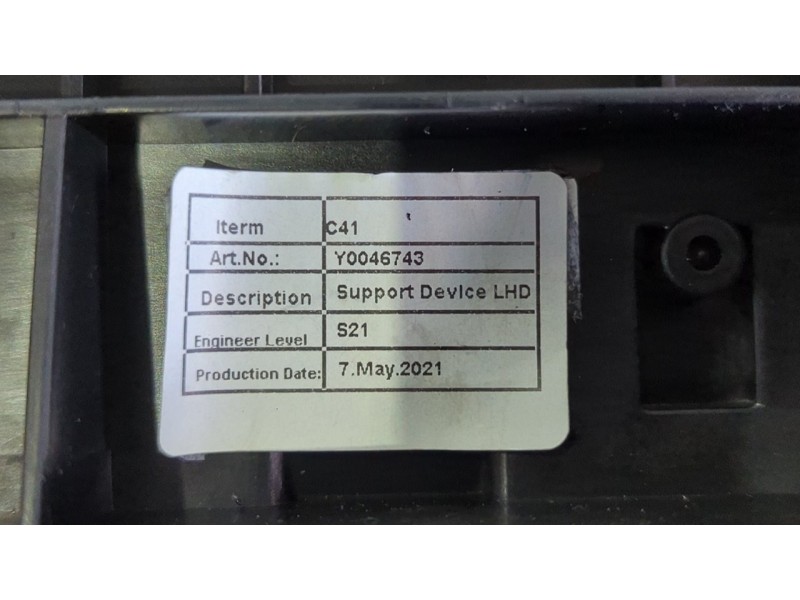 Iterm C41
Art.No.: Y0046743
Description Support Device LHD
Engineer Level S21
Production Date: 7.May.2021